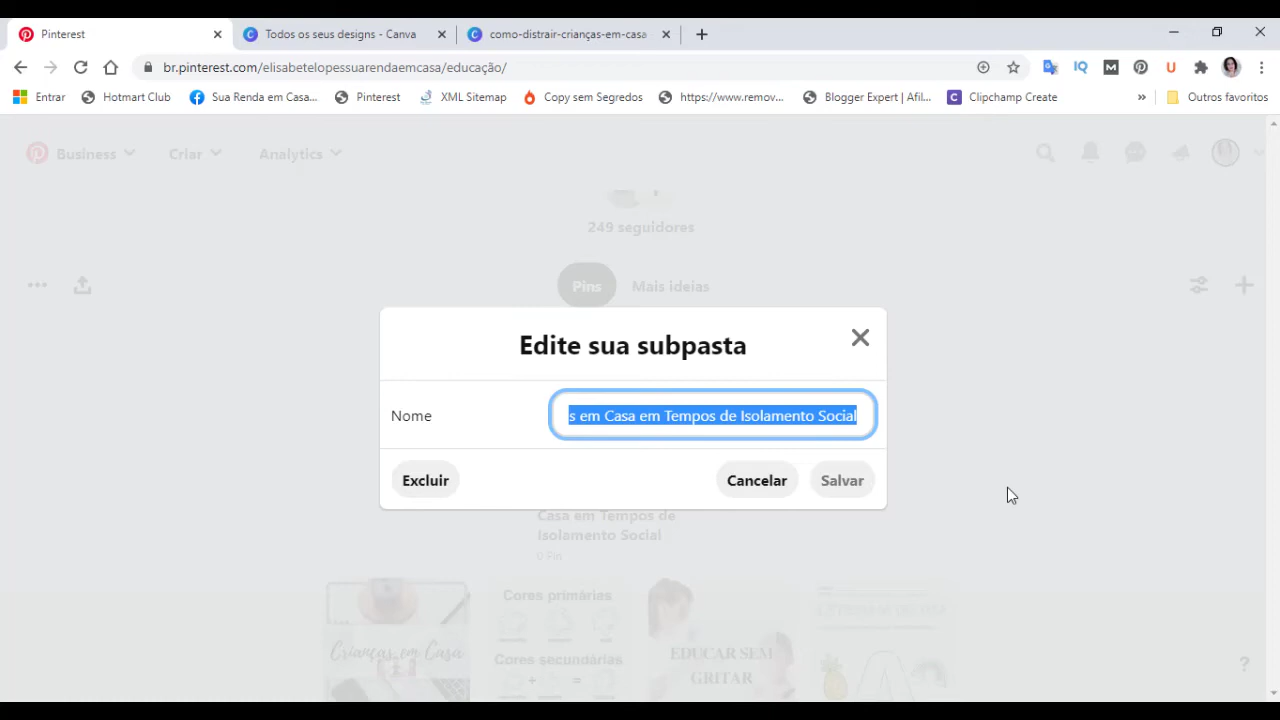 Pinterest
Todos os seus designs - Canva
como-distrair-crianças-em-casa
br.pinterest.com/elisabetelopessuarendaemcasa/educação/
Entrar
Hotmart Club
Sua Renda em Casa...
Pinterest
XML Sitemap
Copy sem Segredos
https://www.remov...
Blogger Expert | Afil...
Clipchamp Create
»
Outros favoritos
Business
Criar
Analytics
249 seguidores
Pins
Mais ideias
Edite sua subpasta
Nome
s em Casa em Tempos de Isolamento Social
Excluir
Cancelar
Salvar
Casa em Tempos de
Isolamento Social
0 Pin
Crianças em Casa
Cores primárias
Cores secundárias
EDUCAR SEM
GRITAR